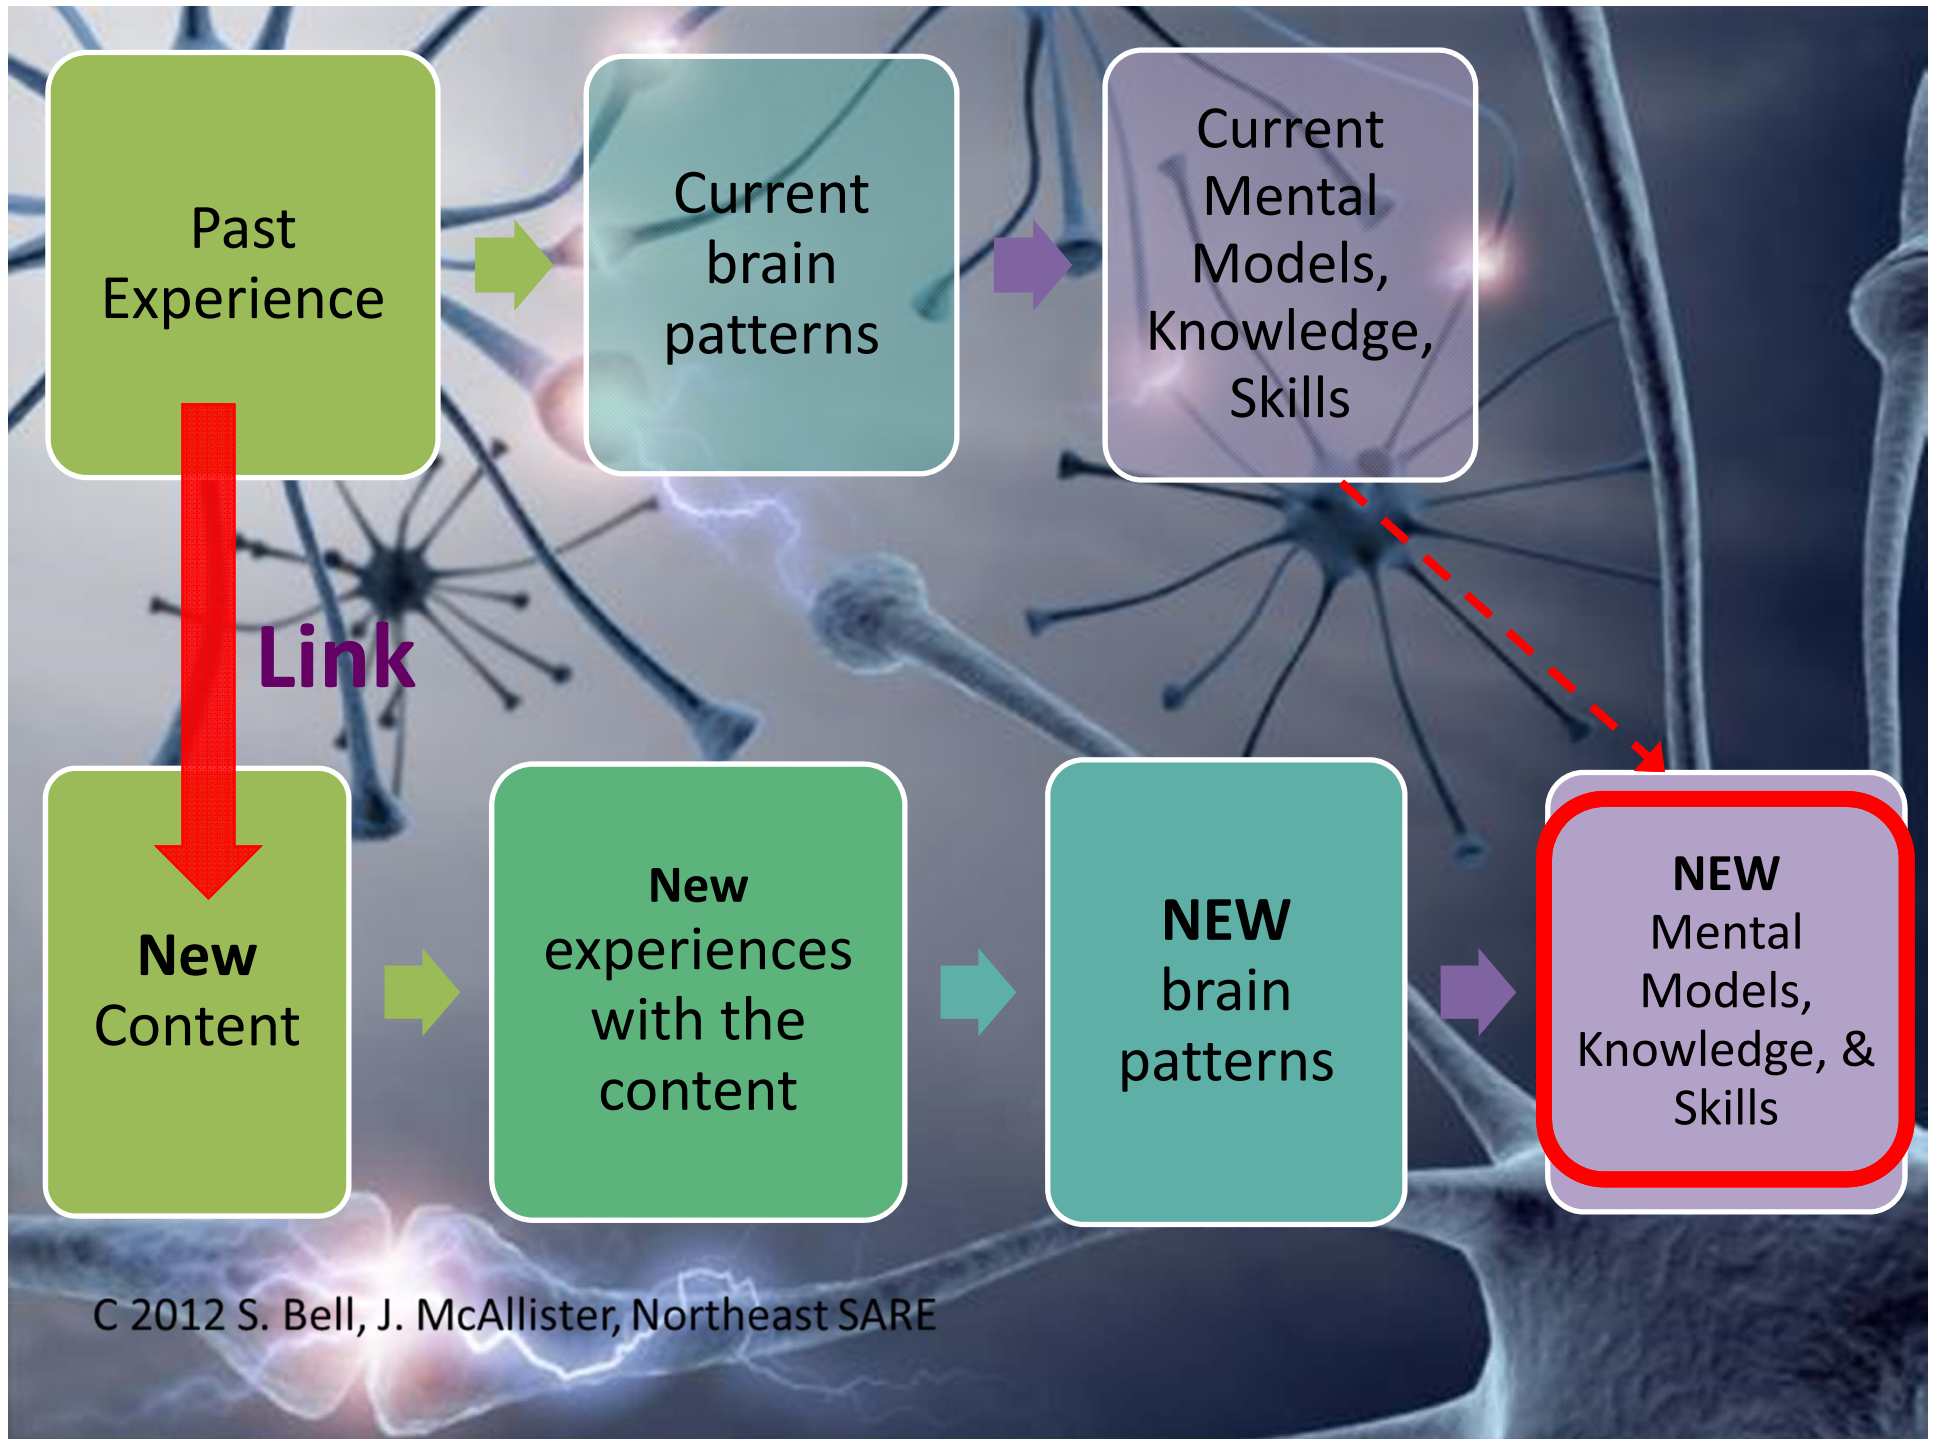 Past
Experience
Current
brain
patterns
Current
Mental
Models,
Knowledge,
Skills
Link
New
Content
New
experiences
with the
content
NEW
brain
patterns
NEW
Mental
Models,
Knowledge, &
Skills
C 2012 S. Bell, J. McAllister, Northeast SARE